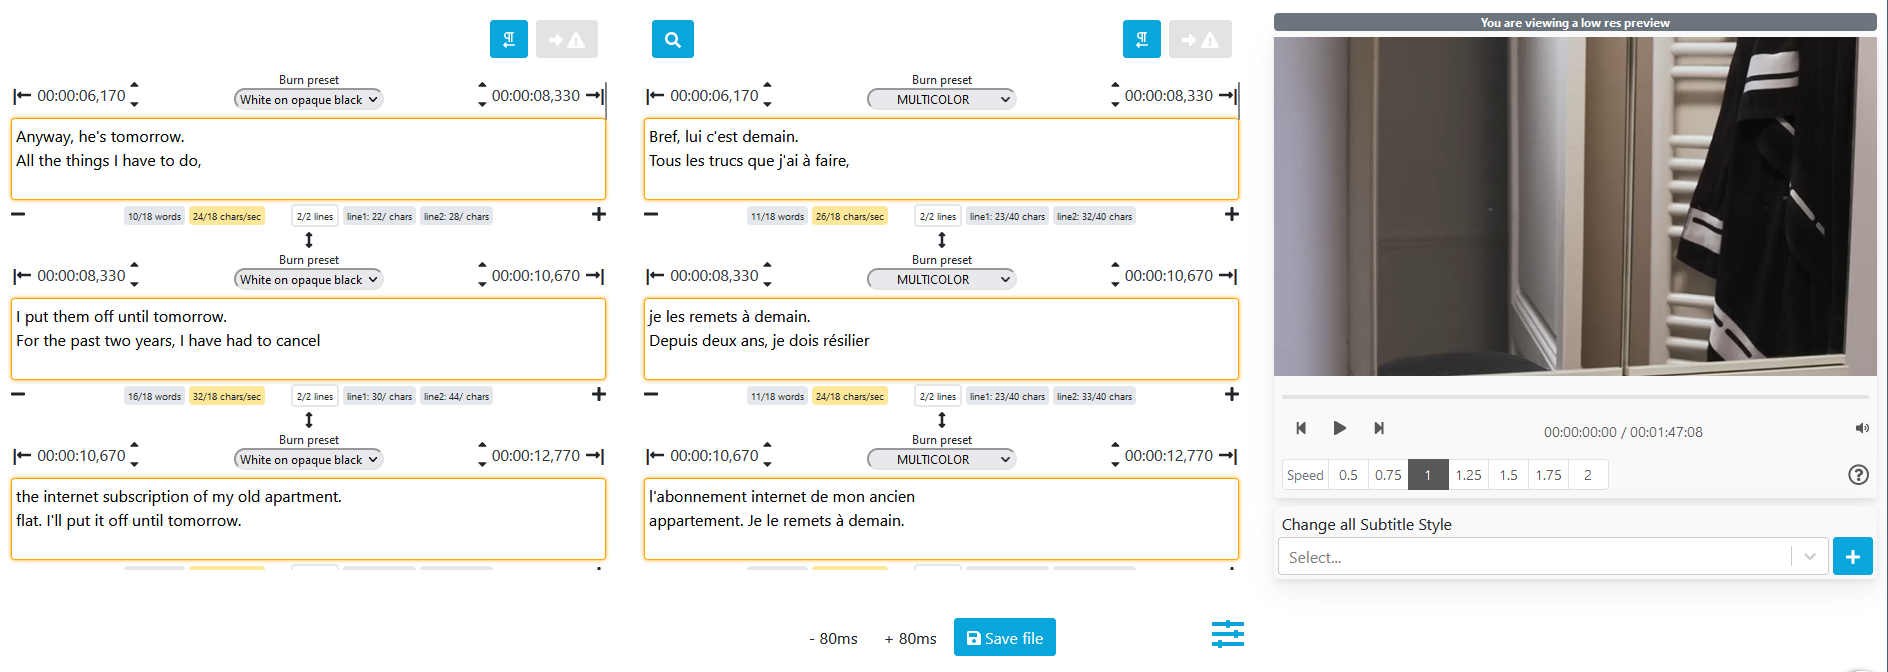 Burn preset
00:00:06,170
White on opaque black
00:00:08,330
Anyway, he's tomorrow.
All the things I have to do,
10/18 words
24/18 chars/sec
2/2 lines
line1: 22/ chars
line2: 28/ chars
Burn preset
00:00:08,330
White on opaque black
00:00:10,670
I put them off until tomorrow.
For the past two years, I have had to cancel
16/18 words
32/18 chars/sec
2/2 lines
line1: 30/ chars
line2: 44/ chars
Burn preset
00:00:10,670
White on opaque black
00:00:12,770
the internet subscription of my old apartment.
flat. I'll put it off until tomorrow.
Burn preset
00:00:06,170
MULTICOLOR
00:00:08,330
Bref, lui c'est demain.
Tous les trucs que j'ai à faire,
11/18 words
26/18 chars/sec
2/2 lines
line1: 23/40 chars
line2: 32/40 chars
Burn preset
00:00:08,330
MULTICOLOR
00:00:10,670
je les remets à demain.
Depuis deux ans, je dois résilier
11/18 words
24/18 chars/sec
2/2 lines
line1: 23/40 chars
line2: 33/40 chars
Burn preset
00:00:10,670
MULTICOLOR
00:00:12,770
l'abonnement internet de mon ancien
appartement. Je le remets à demain.
- 80ms
+ 80ms
Save file
You are viewing a low res preview
00:00:00:00 / 00:01:47:08
Speed 0.5 0.75 1 1.25 1.5 1.75 2
Change all Subtitle Style
Select...